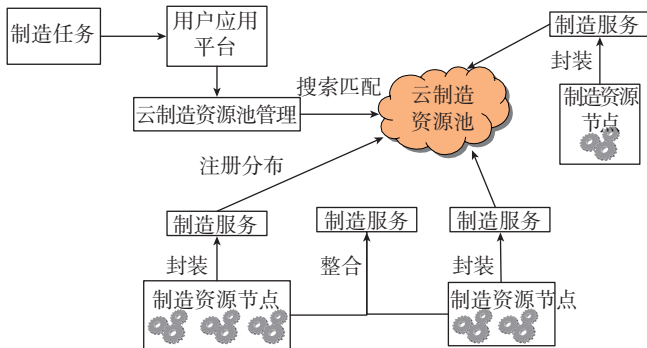 制造任务
用户应用
平台
制造服务
封装
搜索匹配
云制造
资源池
云制造资源池管理
制造资源
节点
注册分布
制造服务
制造服务
制造服务
封装
整合
封装
制造资源节点
制造资源节点